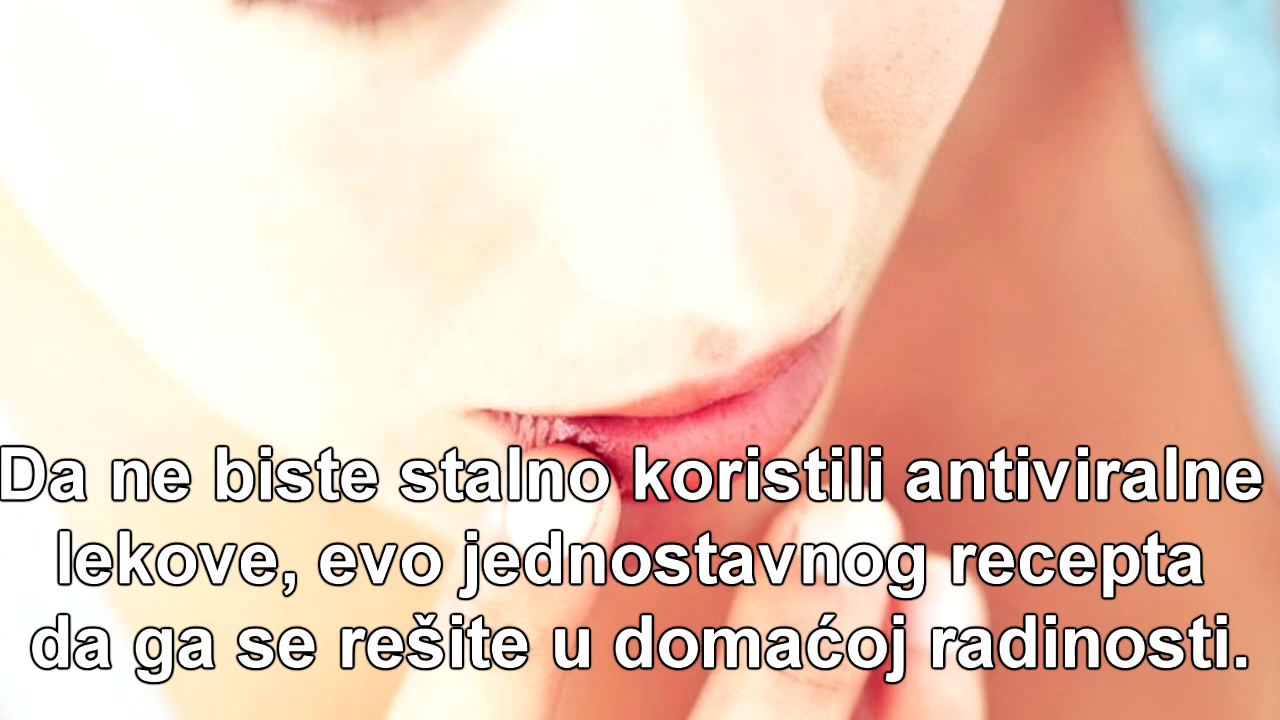 Da ne biste stalno koristili antiviralne
lekove, evo jednostavnog recepta
da ga se rešite u domaćoj radinosti.